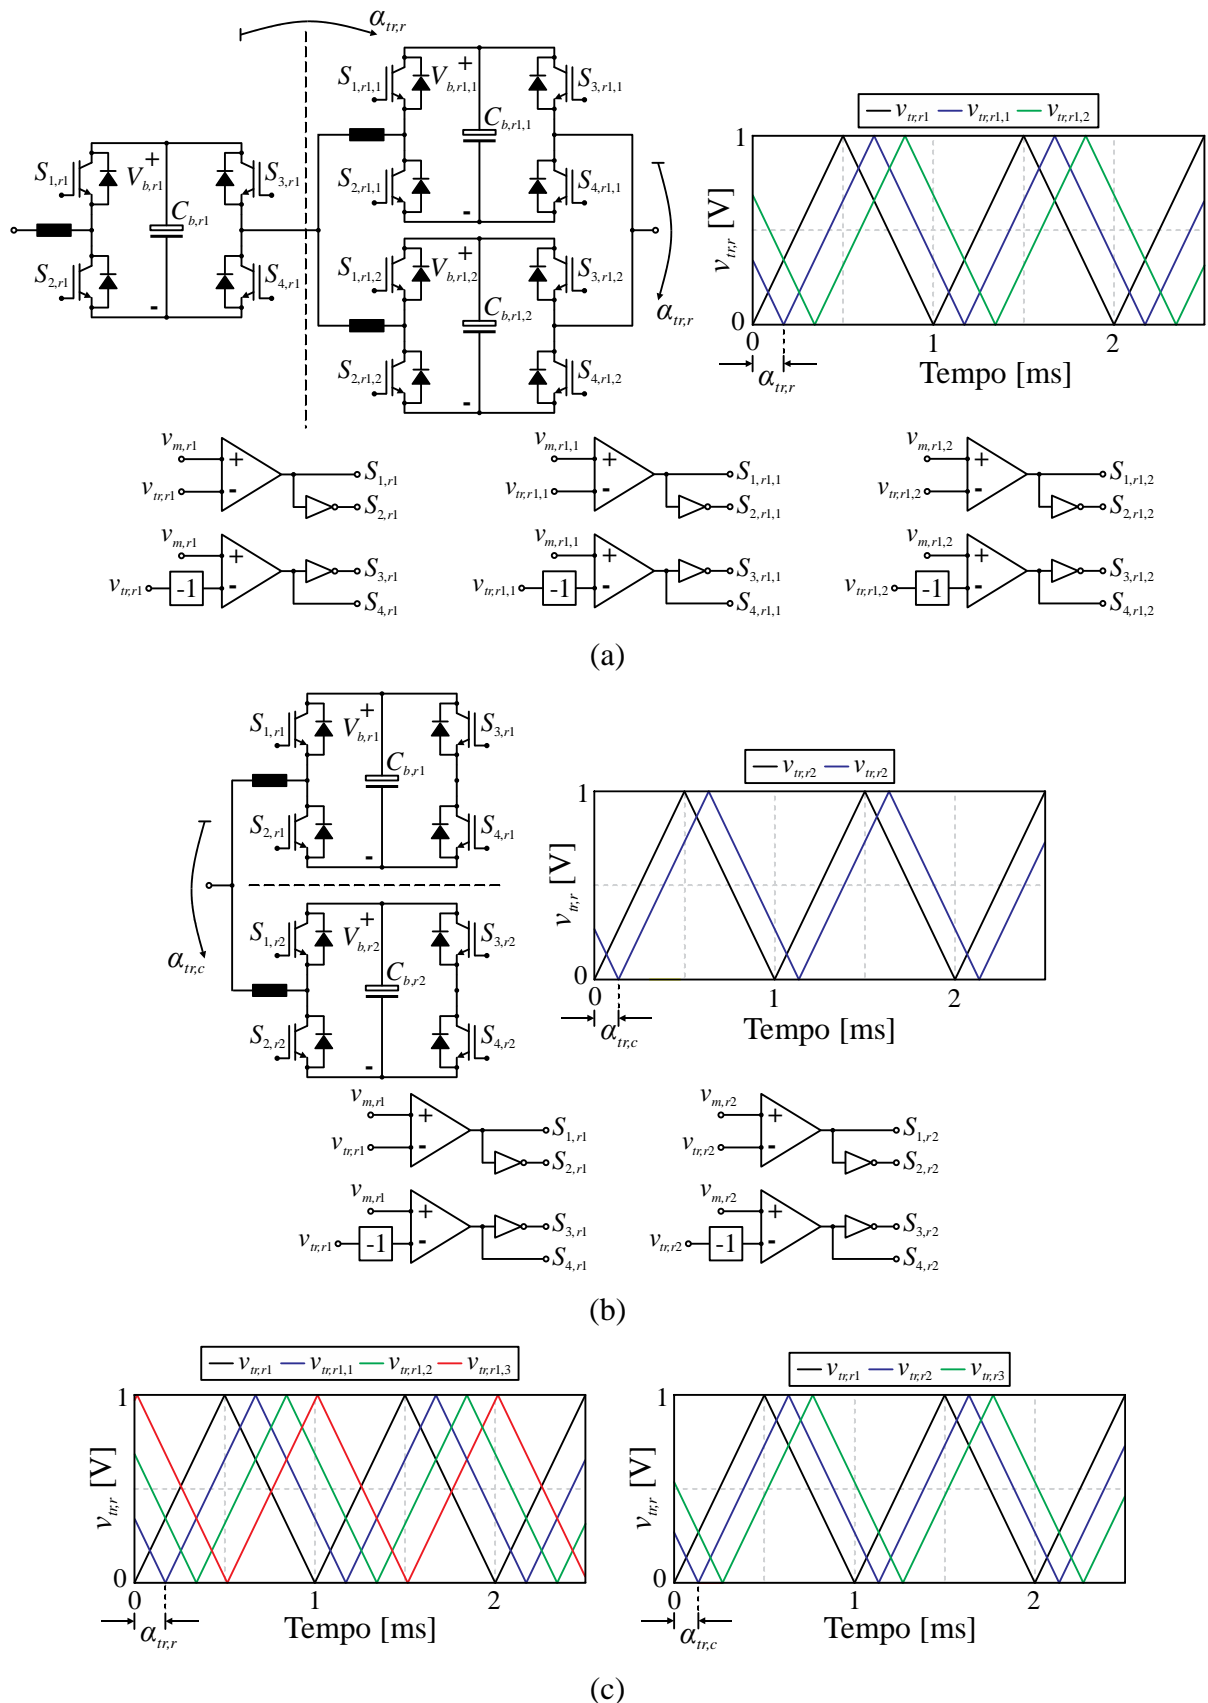 α_tr,r
S_1,r1,1 V_b,r1,1 + S_3,r1,1
C_b,r1,1
S_2,r1,1 - S_4,r1,1
S_1,r1 V_b,r1 + S_3,r1
C_b,r1
S_2,r1 - S_4,r1
S_1,r1,2 V_b,r1,2 + S_3,r1,2
C_b,r1,2
S_2,r1,2 - S_4,r1,2
α_tr,r
v_tr,r1 v_tr,r1,1 v_tr,r1,2
1
v_tr,r [V]
0
0 1 2
α_tr,r Tempo [ms]
v_m,r1 + S_1,r1
v_tr,r1 - S_2,r1
v_m,r1 + S_3,r1
v_tr,r1 -1 - S_4,r1
v_m,r1,1 + S_1,r1,1
v_tr,r1,1 - S_2,r1,1
v_m,r1,1 + S_3,r1,1
v_tr,r1,1 -1 - S_4,r1,1
v_m,r1,2 + S_1,r1,2
v_tr,r1,2 - S_2,r1,2
v_m,r1,2 + S_3,r1,2
v_tr,r1,2 -1 - S_4,r1,2
(a)
S_1,r1 V_b,r1 + S_3,r1
C_b,r1
S_2,r1 - S_4,r1
α_tr,c
S_1,r2 V_b,r2 + S_3,r2
C_b,r2
S_2,r2 - S_4,r2
v_tr,r2 v_tr,r2
1
v_tr,r [V]
0
0 1 2
α_tr,c Tempo [ms]
v_m,r1 + S_1,r1
v_tr,r1 - S_2,r1
v_m,r1 + S_3,r1
v_tr,r1 -1 - S_4,r1
v_m,r2 + S_1,r2
v_tr,r2 - S_2,r2
v_m,r2 + S_3,r2
v_tr,r2 -1 - S_4,r2
(b)
v_tr,r1 v_tr,r1,1 v_tr,r1,2 v_tr,r1,3
1
v_tr,r [V]
0
0 1 2
α_tr,r Tempo [ms]
v_tr,r1 v_tr,r2 v_tr,r3
1
v_tr,r [V]
0
0 1 2
α_tr,c Tempo [ms]
(c)